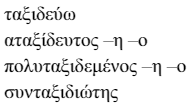 ταξιδεύω
αταξίδευτος –η –ο
πολυταξιδεμένος –η –ο
συνταξιδιώτης